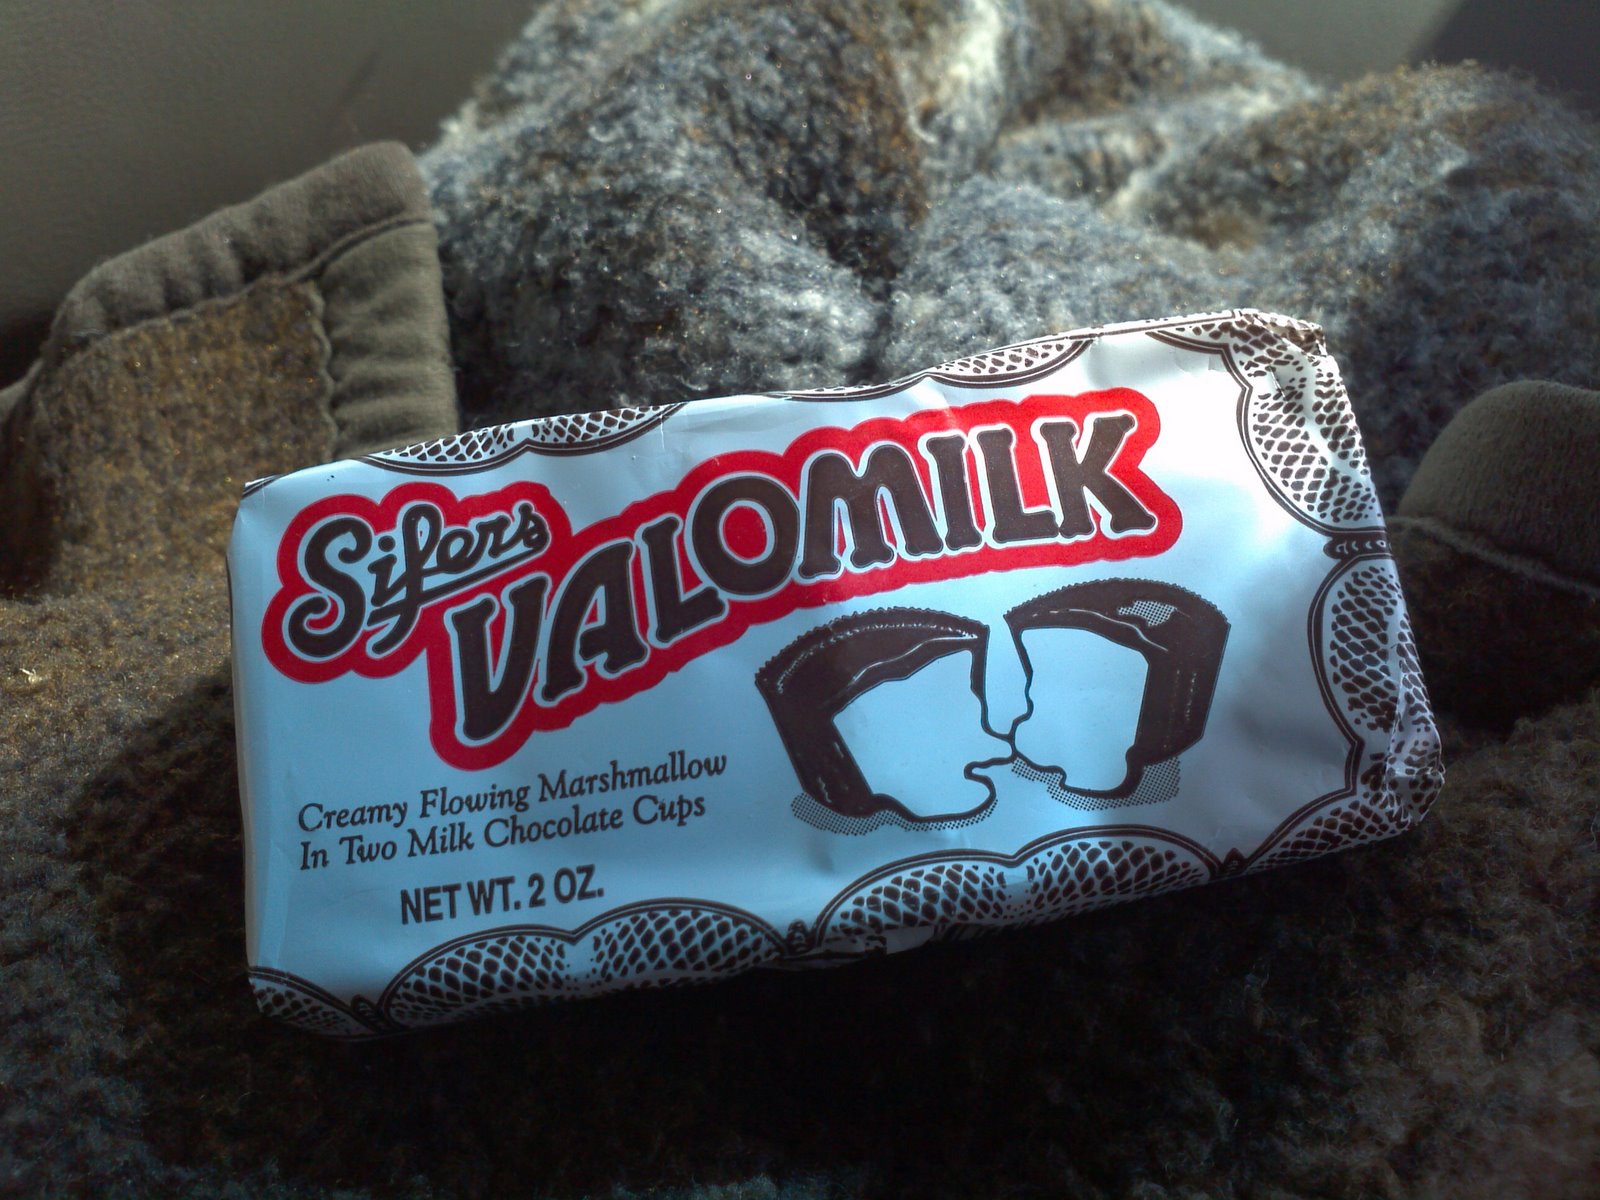 Sifers
VALOMILK
Creamy Flowing Marshmallow
In Two Milk Chocolate Cups
NET WT. 2 OZ.